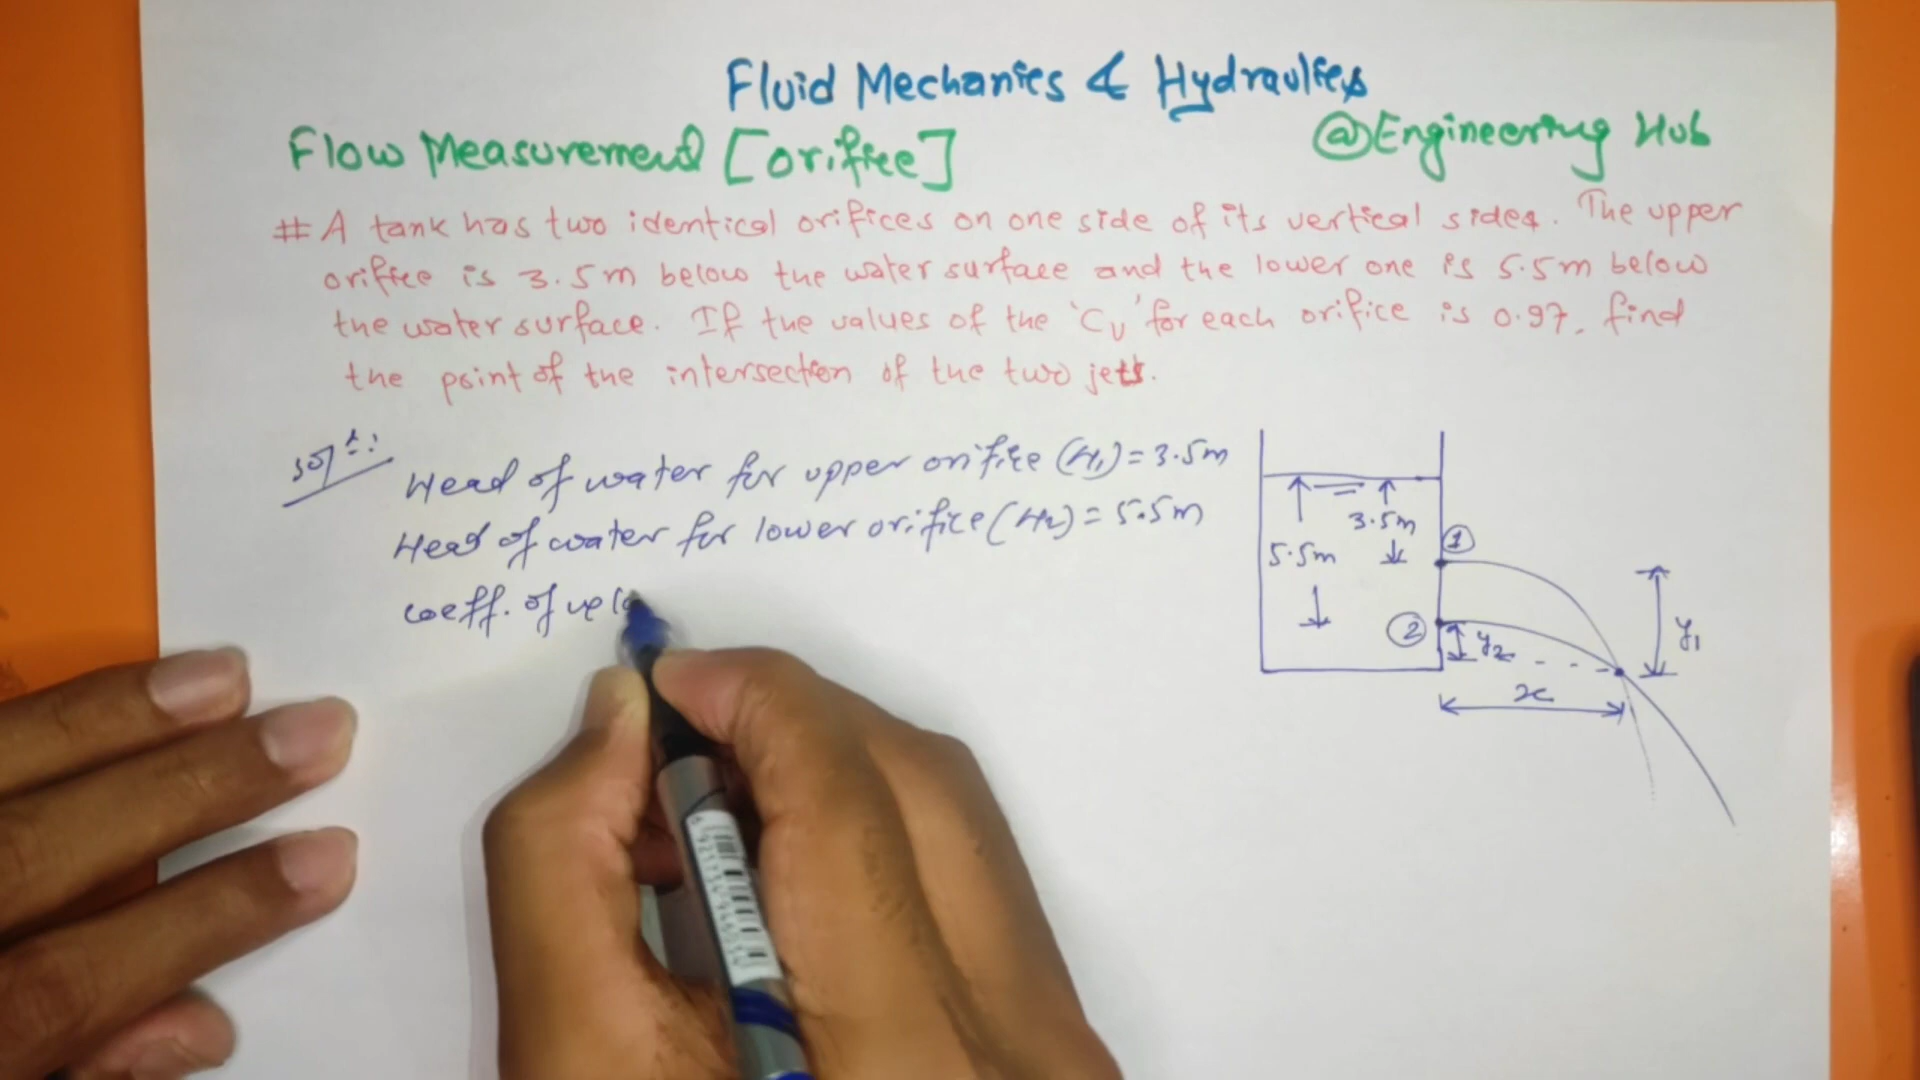 Fluid Mechanics & Hydraulics
Flow Measurement [orifice]
@Engineering Hub
# A tank has two identical orifices on one side of its vertical sides. The upper
orifice is 3.5m below the water surface and the lower one is 5.5m below
the water surface. If the values of the 'Cv' for each orifice is 0.97, find
the point of the intersection of the two jets.
solⁿ:
Head of water for upper orifice (H₁) = 3.5m
Head of water for lower orifice (H₂) = 5.5m
coeff. of velo
3.5m
5.5m
1
2
y₂
y₁
x